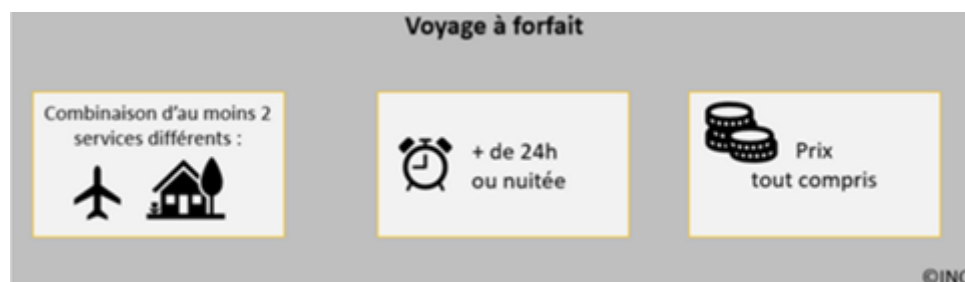 Voyage à forfait
Combinaison d'au moins 2
services différents :
+ de 24h
ou nuitée
Prix
tout compris